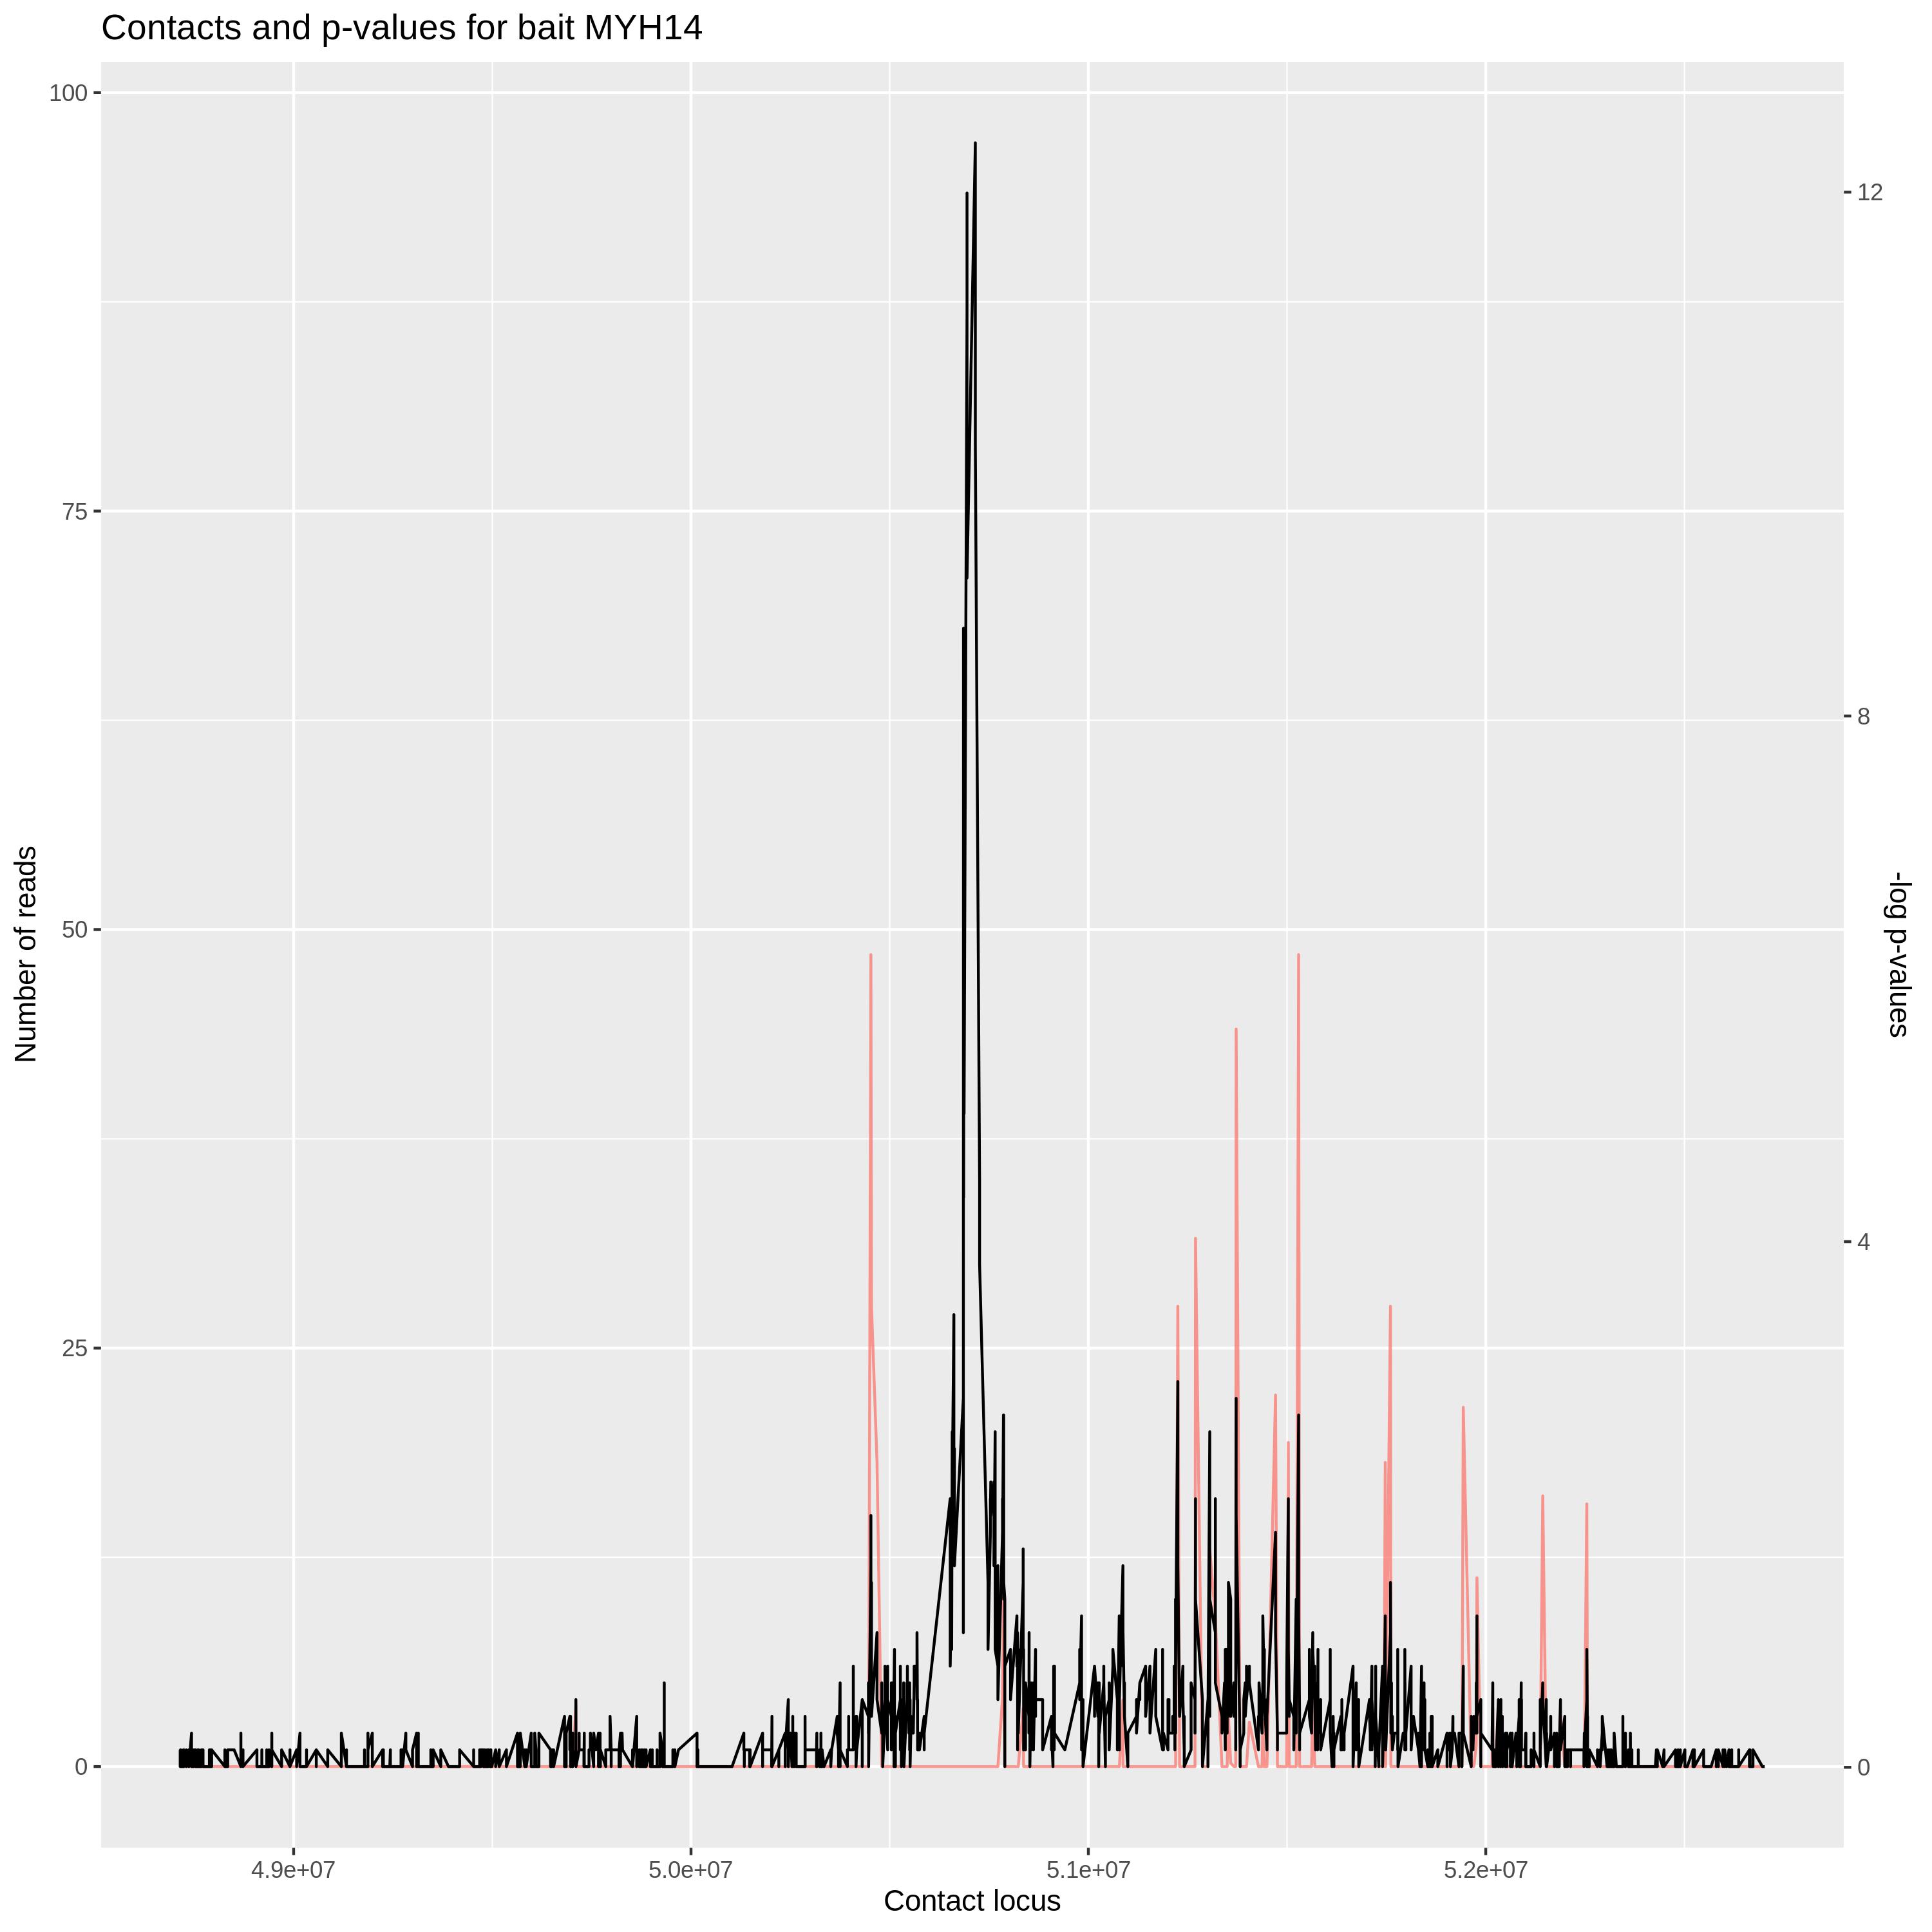 Contacts and p-values for bait MYH14
100
75
50
25
0
Number of reads
12
8
4
0
-log p-values
4.9e+07
5.0e+07
5.1e+07
5.2e+07
Contact locus